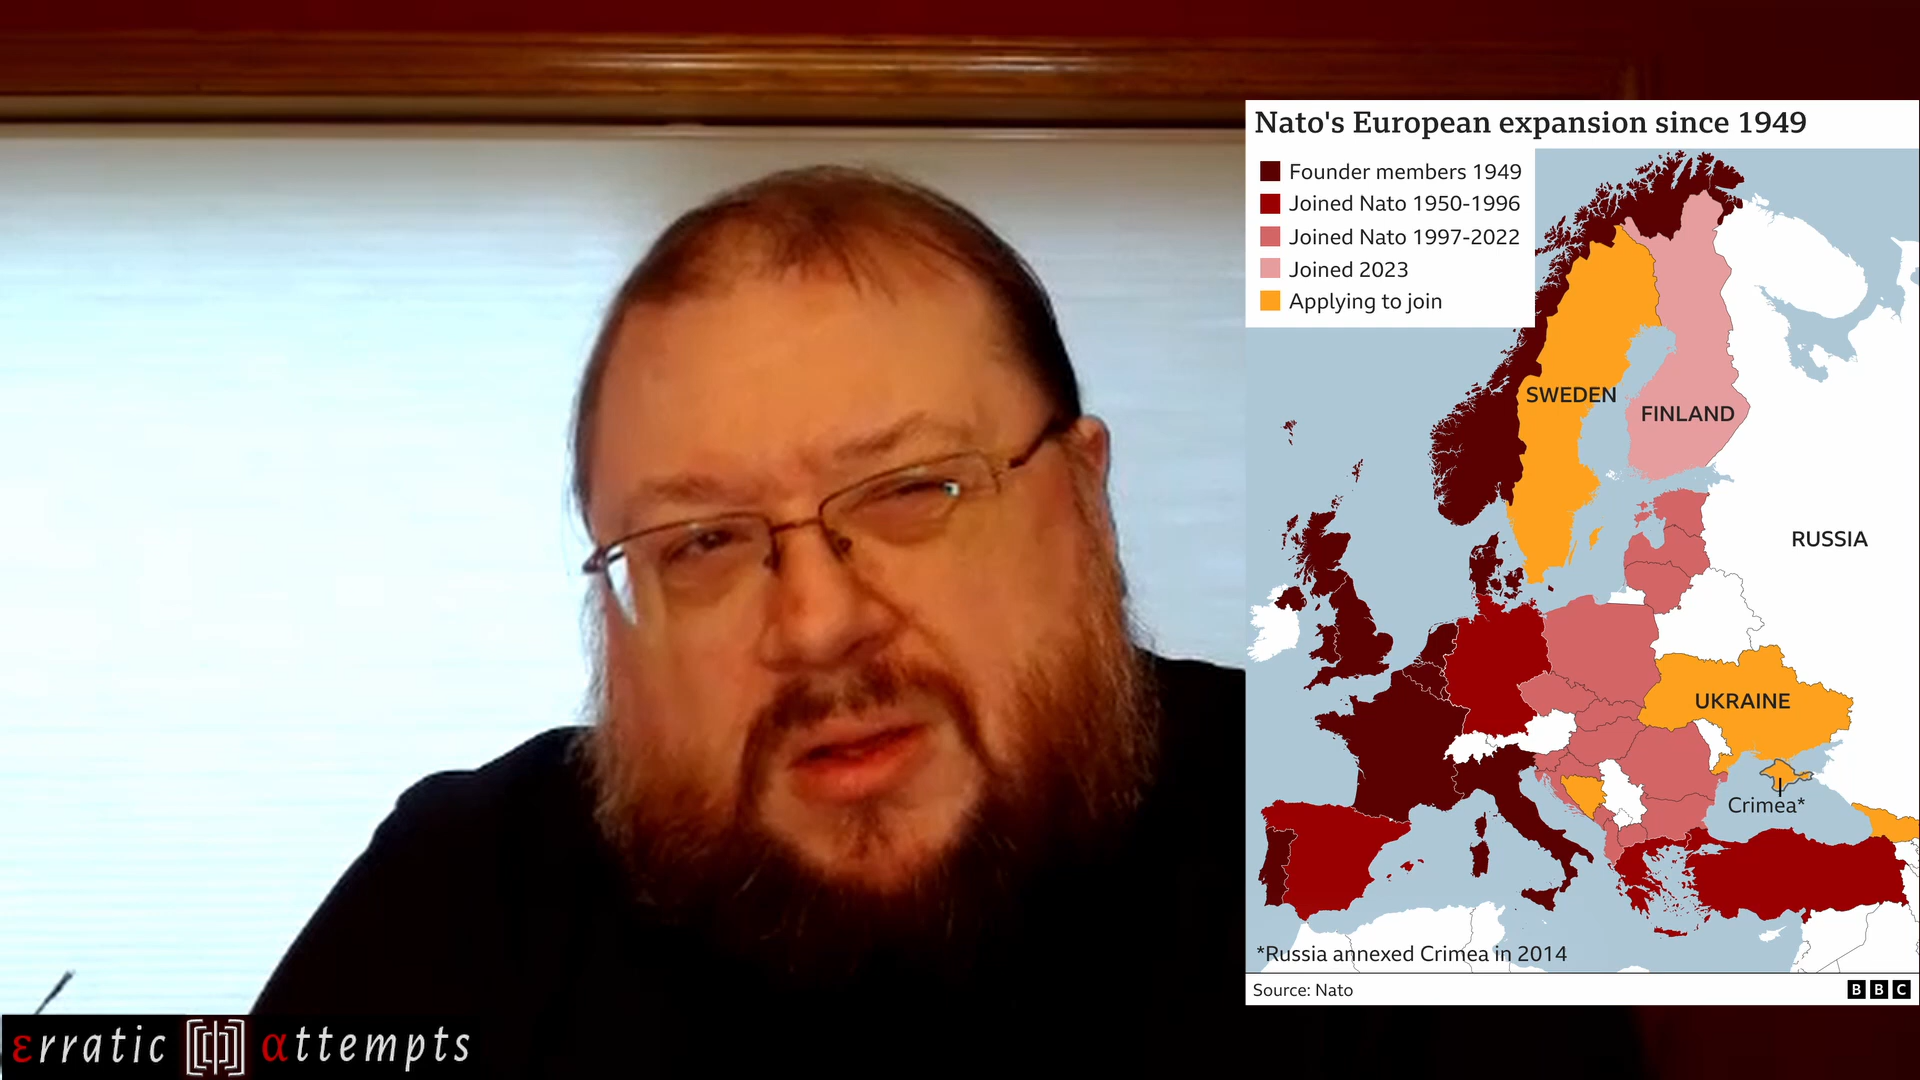 Nato's European expansion since 1949
Founder members 1949
Joined Nato 1950-1996
Joined Nato 1997-2022
Joined 2023
Applying to join
SWEDEN
FINLAND
RUSSIA
UKRAINE
Crimea*
*Russia annexed Crimea in 2014
Source: Nato
BBC
εrratic [[]] αttempts